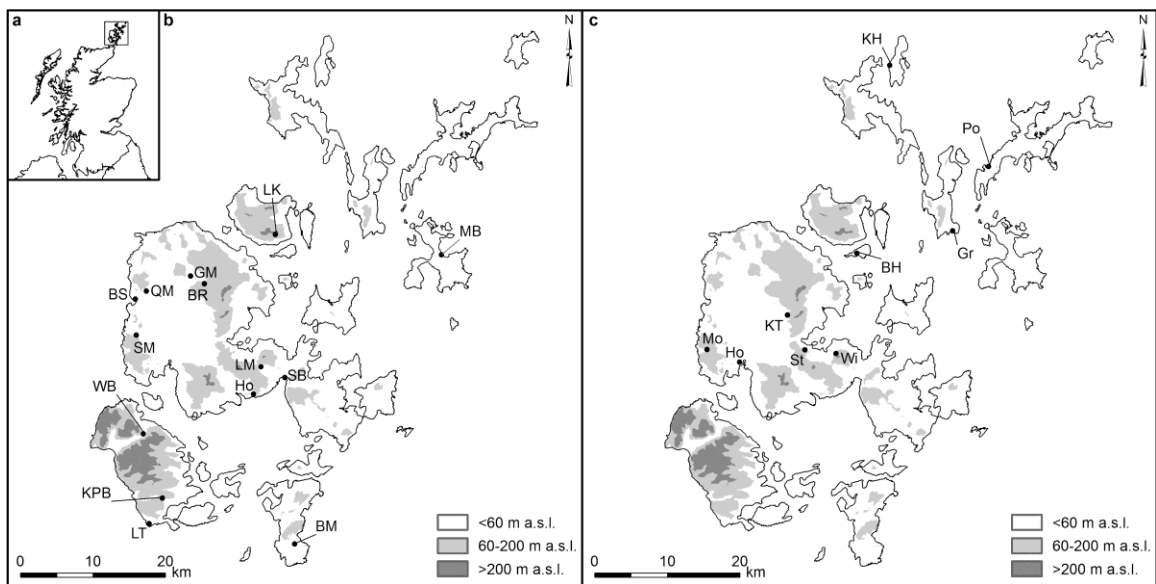 a
b
N
LK
MB
GM
BS
QM
BR
SM
LM
Ho
SB
WB
KPB
LT
BM
<60 m a.s.l.
60-200 m a.s.l.
>200 m a.s.l.
0 10 20
km
c
N
KH
Po
Gr
BH
KT
Mo
Ho
St
Wi
<60 m a.s.l.
60-200 m a.s.l.
>200 m a.s.l.
0 10 20
km